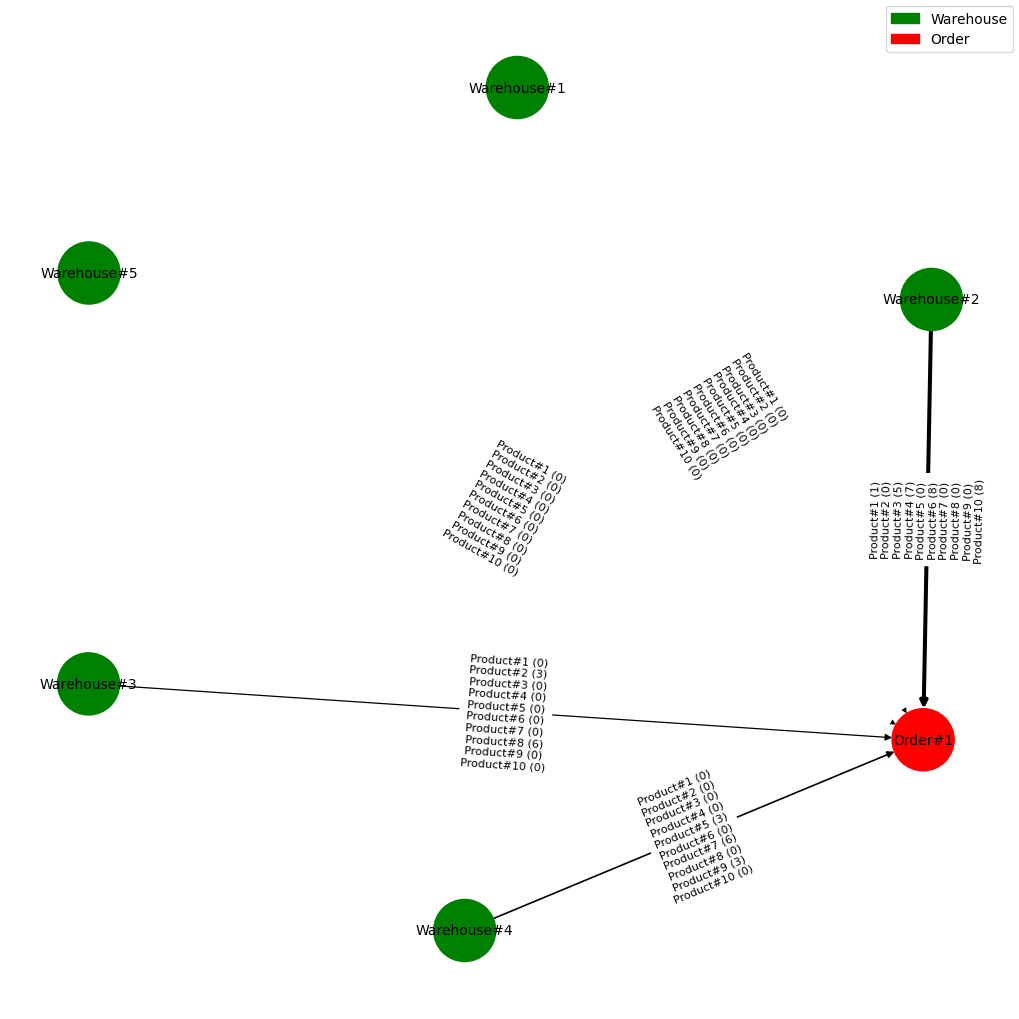 Warehouse
Order
Warehouse#1
Warehouse#5
Warehouse#2
Product#1 (0)
Product#2 (0)
Product#3 (0)
Product#4 (0)
Product#5 (0)
Product#6 (0)
Product#7 (0)
Product#8 (0)
Product#9 (0)
Product#10 (0)
Product#1 (0)
Product#2 (0)
Product#3 (0)
Product#4 (0)
Product#5 (0)
Product#6 (0)
Product#7 (0)
Product#8 (0)
Product#9 (0)
Product#10 (0)
Product#1 (1)
Product#2 (0)
Product#3 (5)
Product#4 (7)
Product#5 (0)
Product#6 (8)
Product#7 (0)
Product#8 (0)
Product#9 (0)
Product#10 (8)
Warehouse#3
Product#1 (0)
Product#2 (3)
Product#3 (0)
Product#4 (0)
Product#5 (0)
Product#6 (0)
Product#7 (0)
Product#8 (6)
Product#9 (0)
Product#10 (0)
Order#1
Product#1 (0)
Product#2 (0)
Product#3 (0)
Product#4 (0)
Product#5 (3)
Product#6 (0)
Product#7 (6)
Product#8 (0)
Product#9 (3)
Product#10 (0)
Warehouse#4